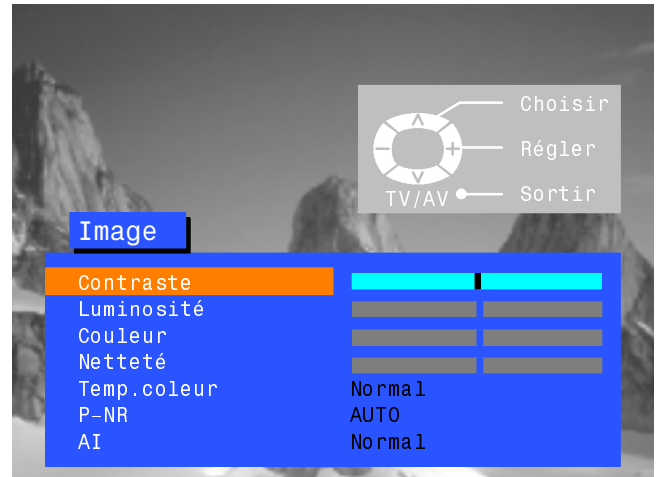 Choisir
Régler
TV/AV Sortir
Image
Contraste
Luminosité
Couleur
Netteté
Temp.coleur Normal
P-NR AUTO
AI Normal